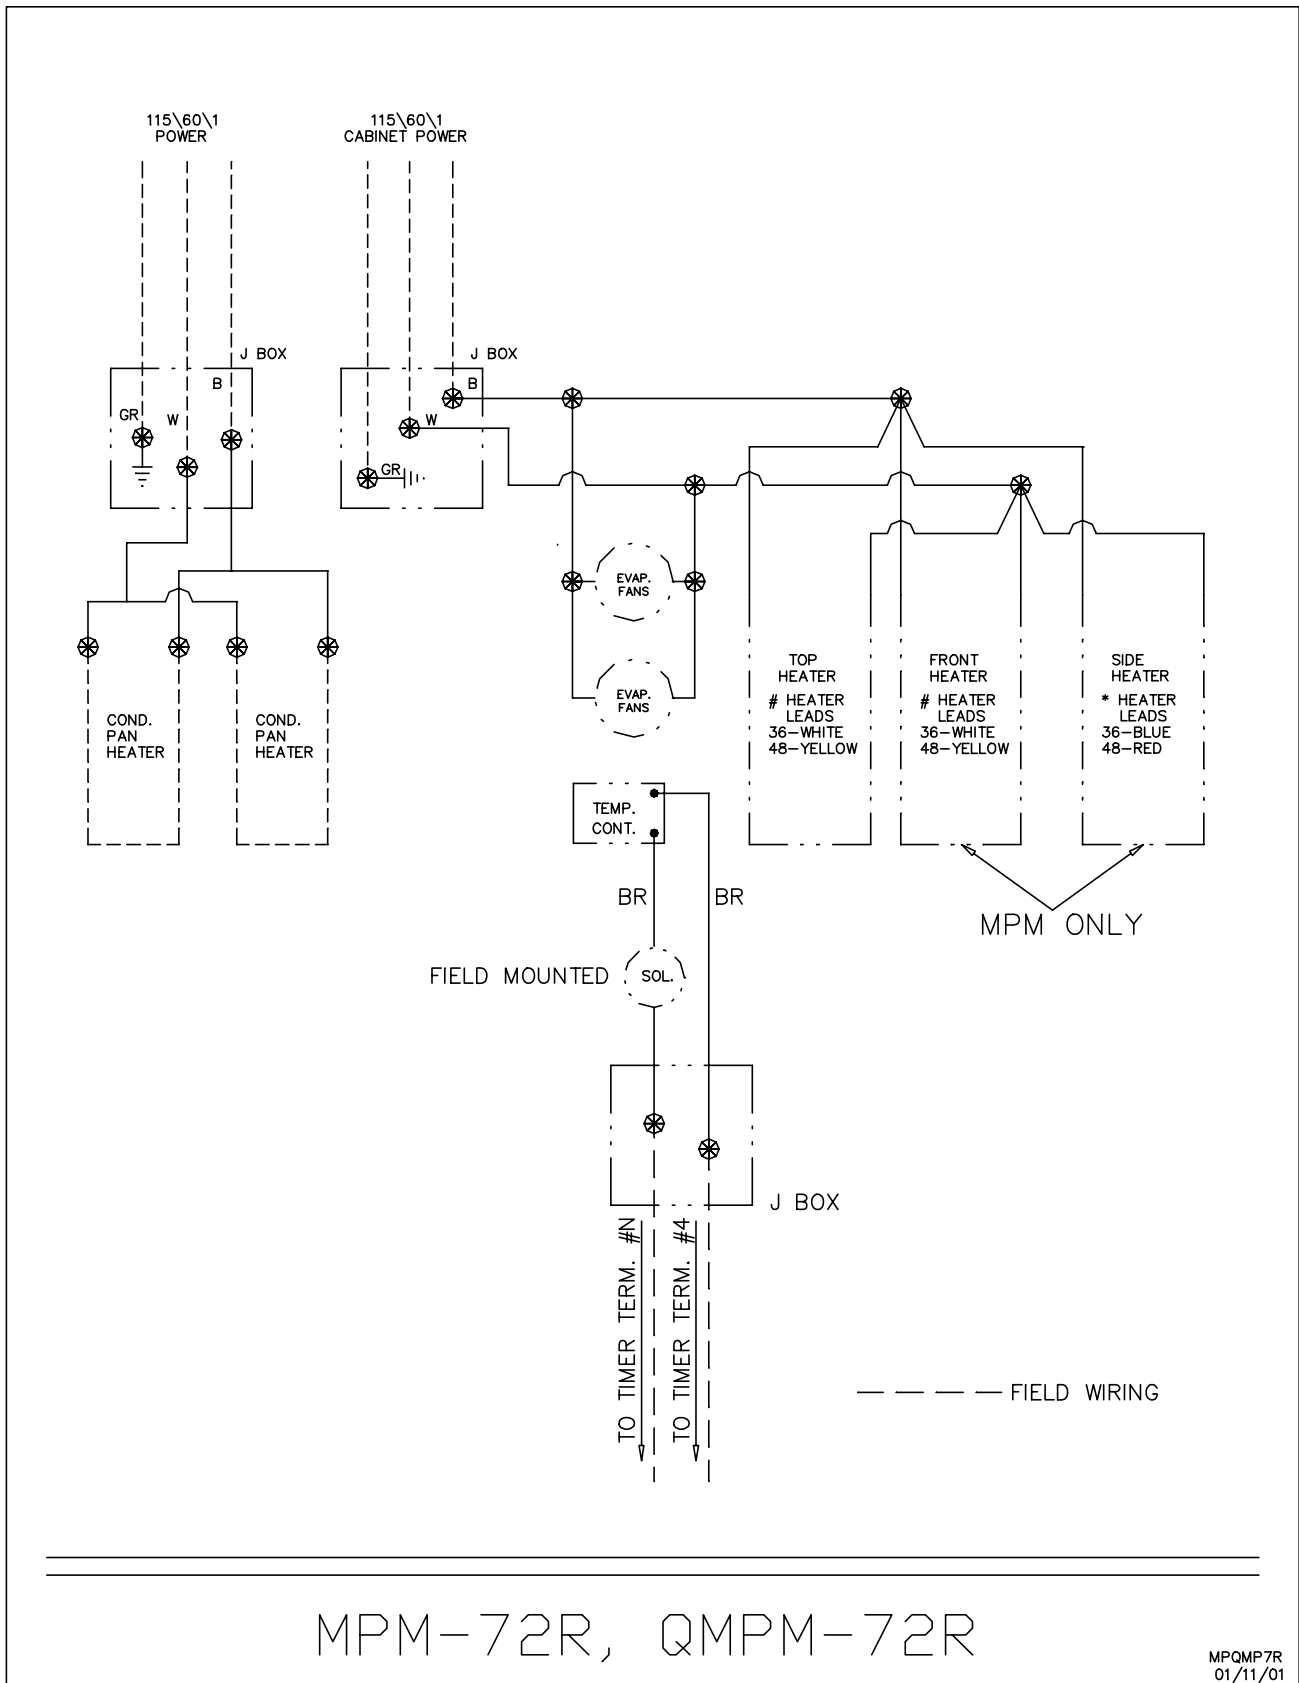 115\60\1
POWER
115\60\1
CABINET POWER
J BOX
J BOX
B
B
GR
W
W
GR
EVAP.
FANS
EVAP.
FANS
TOP
HEATER
# HEATER
LEADS
36-WHITE
48-YELLOW
FRONT
HEATER
# HEATER
LEADS
36-WHITE
48-YELLOW
SIDE
HEATER
* HEATER
LEADS
36-BLUE
48-RED
COND.
PAN
HEATER
COND.
PAN
HEATER
TEMP.
CONT.
BR
BR
MPM ONLY
FIELD MOUNTED
SOL.
J BOX
TO TIMER TERM. #N
TO TIMER TERM. #4
FIELD WIRING
MPM-72R, QMPM-72R
MPQMP7R
01/11/01